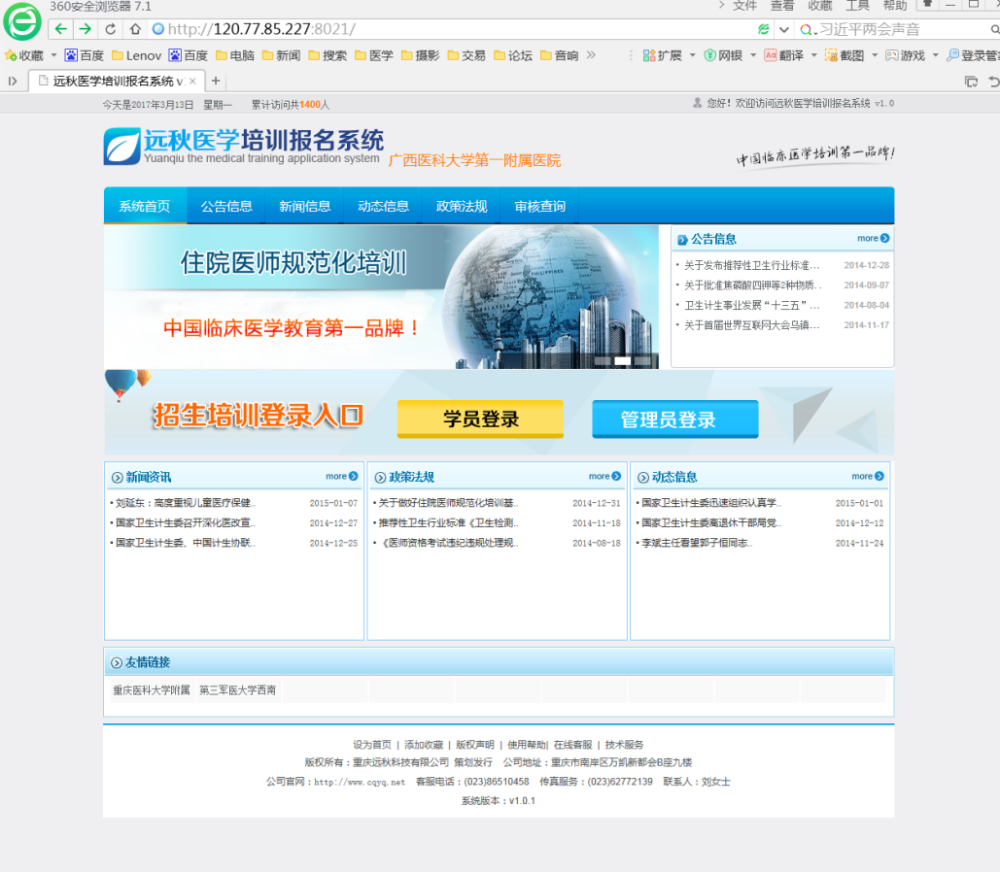 360安全浏览器 7.1
文件 查看 收藏 工具 帮助
http://120.77.85.227:8021/
习近平两会声音
收藏 百度 Lenov 百度 电脑 新闻 搜索 医学 摄影 交易 论坛 音响 » 扩展 网银 翻译 截图 游戏 登录管
远秋医学培训报名系统 v
今天是2017年3月13日 星期一 累计访问共1400人
您好！欢迎访问远秋医学培训报名系统 v1.0
远秋医学培训报名系统
Yuanqiu the medical training application system
广西医科大学第一附属医院
中国临床医学培训第一品牌！
系统首页 公告信息 新闻信息 动态信息 政策法规 审核查询
住院医师规范化培训
中国临床医学教育第一品牌！
公告信息 more
· 关于发布推荐性卫生行业标准... 2014-12-28
· 关于批准焦磷酸四钾等2种物质.. 2014-09-07
· 卫生计生事业发展“十三五”... 2014-08-04
· 关于首届世界互联网大会乌镇... 2014-11-17
招生培训登录入口
学员登录
管理员登录
新闻资讯 more
· 刘延东：高度重视儿童医疗保健.. 2015-01-07
· 国家卫生计生委召开深化医改宣.. 2014-12-27
· 国家卫生计生委、中国计生协联.. 2014-12-25
政策法规 more
· 关于做好住院医师规范化培训基.. 2014-12-31
· 推荐性卫生行业标准《卫生检测.. 2014-11-18
· 《医师资格考试违纪违规处理规.. 2014-08-18
动态信息 more
· 国家卫生计生委迅速组织认真学.. 2015-01-01
· 国家卫生计生委离退休干部局党.. 2014-12-12
· 李斌主任看望郭子恒同志.. 2014-11-24
友情链接
重庆医科大学附属 第三军医大学西南
设为首页 | 添加收藏 | 版权声明 | 使用帮助| 在线客服 | 技术服务
版权所有：重庆远秋科技有限公司 策划发行 公司地址：重庆市南岸区万凯新都会B座九楼
公司官网：http://www.cqyq.net 客服电话：(023)86510458 传真服务：(023)62772139 联系人：刘女士
系统版本：v1.0.1